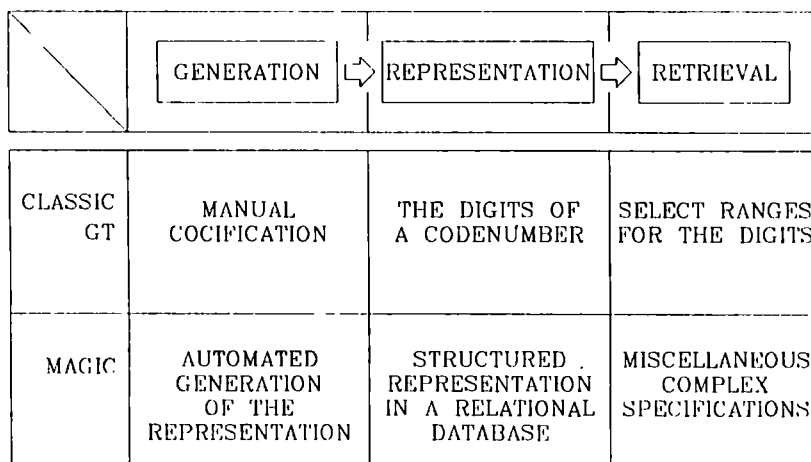 GENERATION
REPRESENTATION
RETRIEVAL
CLASSIC
GT
MANUAL
COCIFICATION
THE DIGITS OF
A CODENUMBER
SELECT RANGES
FOR THE DIGITS
MAGIC
AUTOMATED
GENERATION
OF THE
REPRESENTATION
STRUCTURED
REPRESENTATION
IN A RELATIONAL
DATABASE
MISCELLANEOUS
COMPLEX
SPECIFICATIONS